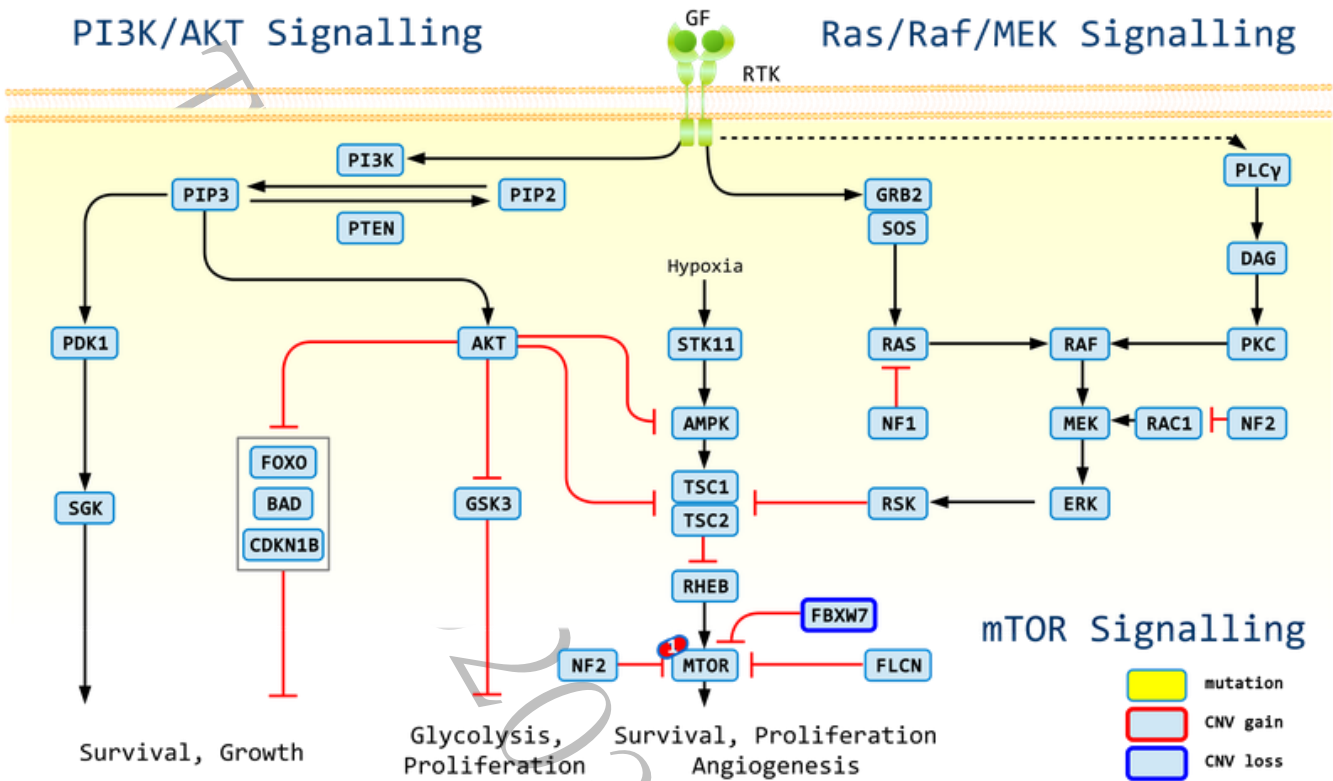 PI3K/AKT Signalling
GF
Ras/Raf/MEK Signalling
RTK
PI3K
PLCγ
PIP3
PIP2
GRB2
PTEN
SOS
DAG
Hypoxia
PDK1
AKT
STK11
RAS
RAF
PKC
AMPK
NF1
MEK
RAC1
NF2
FOXO
TSC1
BAD
GSK3
SGK
TSC2
RSK
ERK
CDKN1B
RHEB
FBXW7
mTOR Signalling
1
NF2
MTOR
FLCN
mutation
CNV gain
CNV loss
Survival, Growth
Glycolysis,
Proliferation
Survival, Proliferation
Angiogenesis